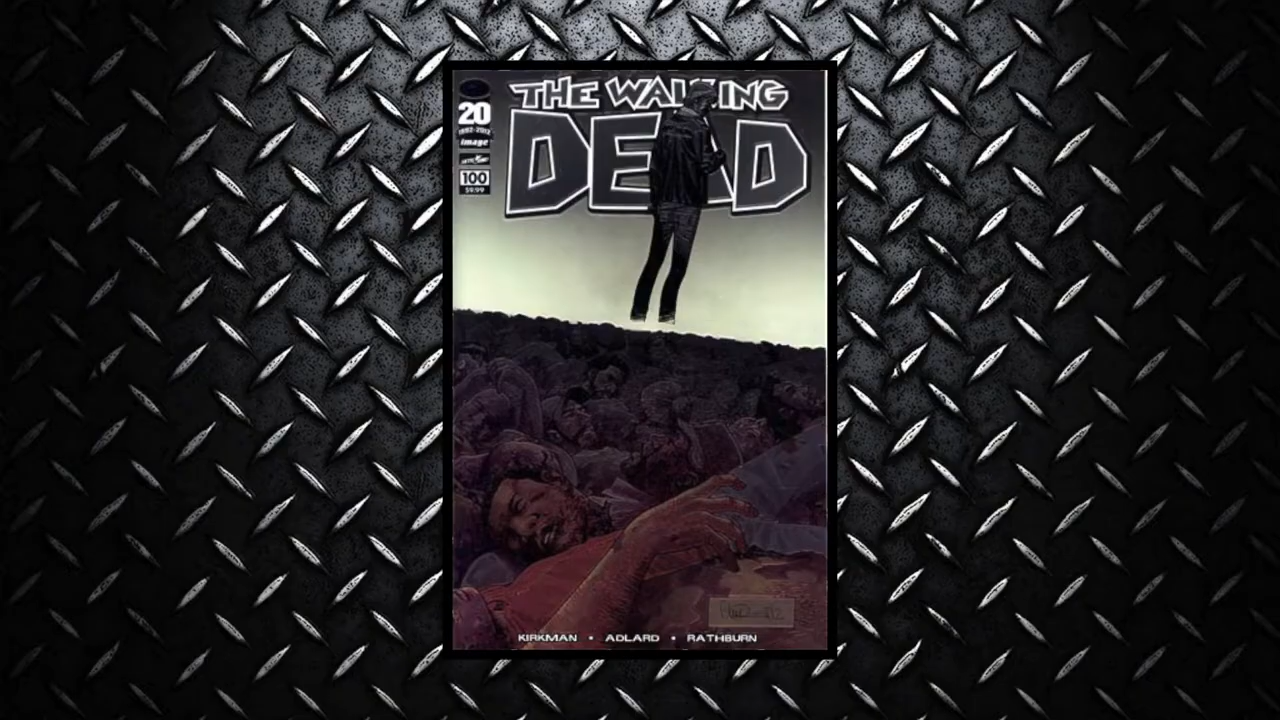 THE WALKING
DEAD
20
1992-2012
image
100
$9.99
KIRKMAN • ADLARD • RATHBURN